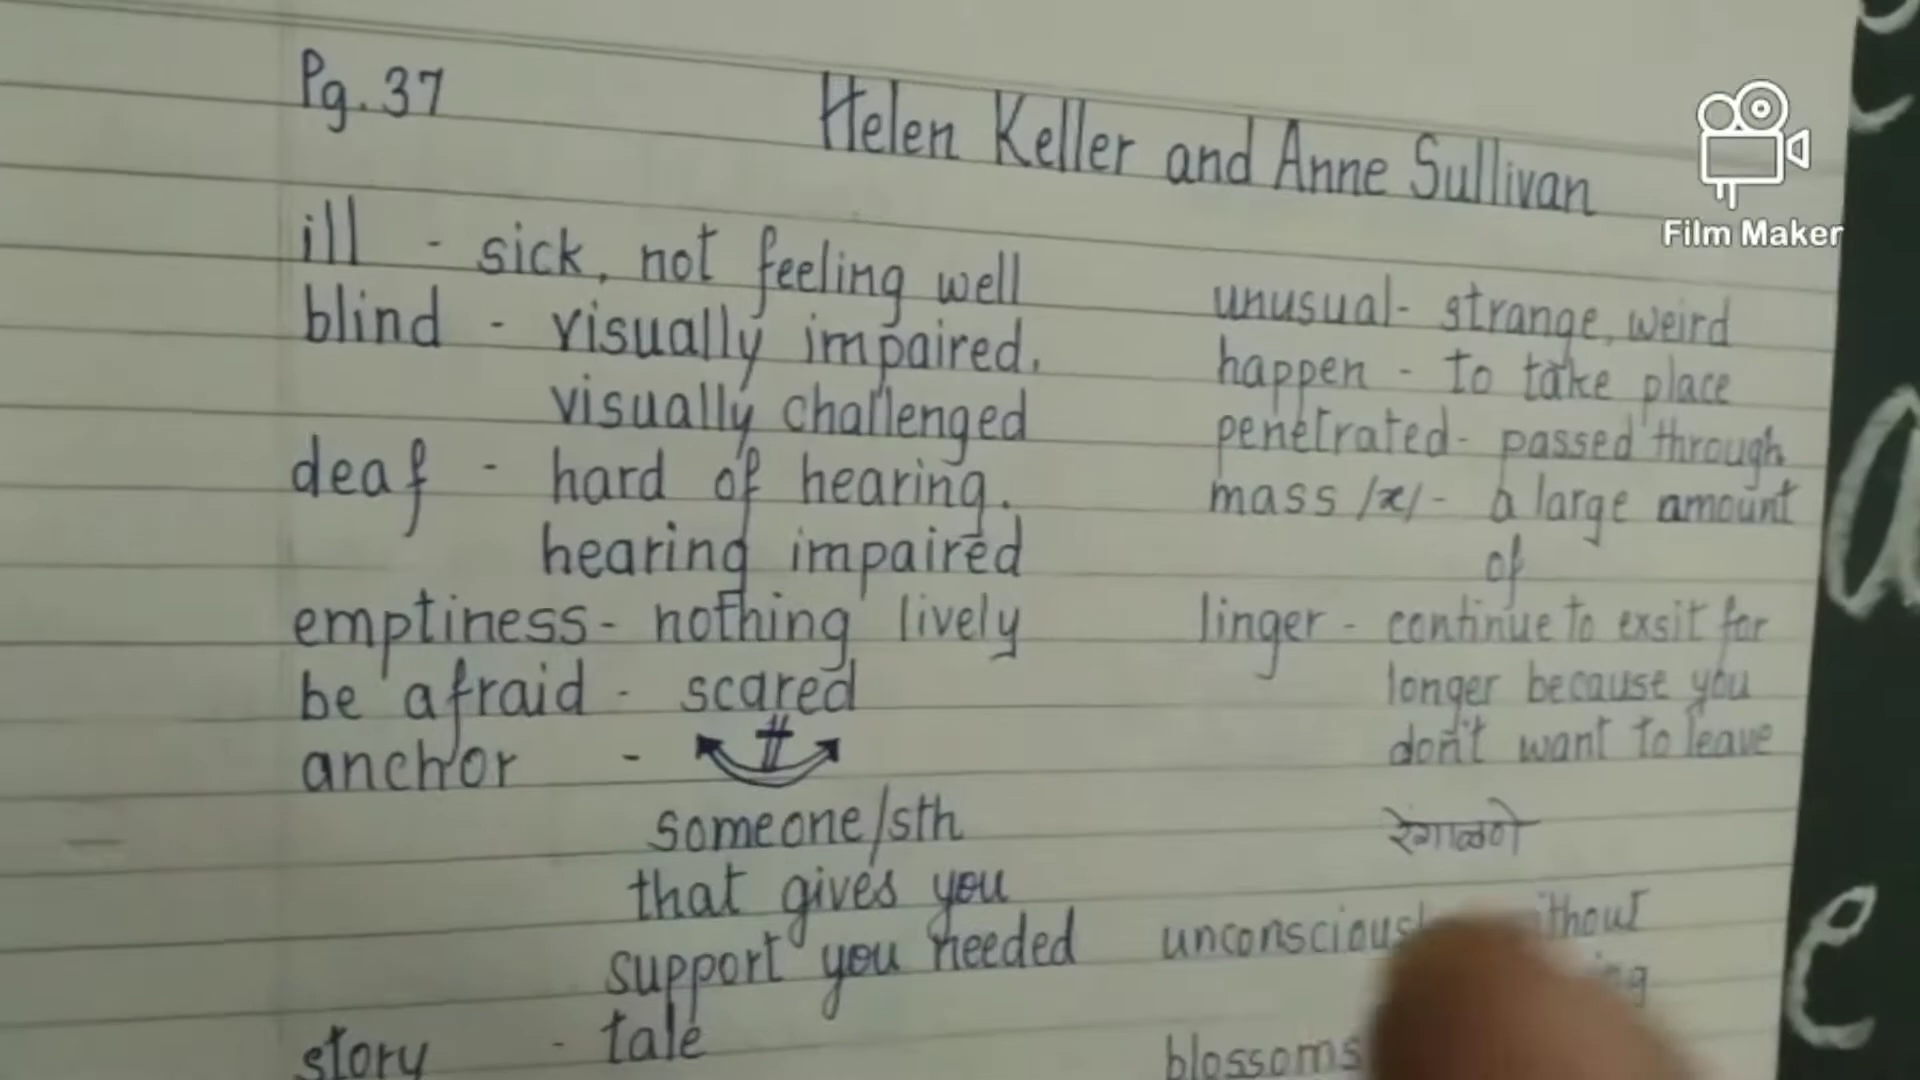 Pg. 37
Helen Keller and Anne Sullivan
Film Maker
ill - sick, not feeling well
blind - visually impaired,
visually challenged
deaf - hard of hearing.
hearing impaired
emptiness - nothing lively
be afraid - scared
anchor -
someone/sth
that gives you
support you needed
story - tale
unusual - strange, weird
happen - to take place
penetrated - passed through
mass /æ/ - a large amount
of
linger - continue to exsit for
longer because you
don't want to leave
रेंगाळणे
blossoms